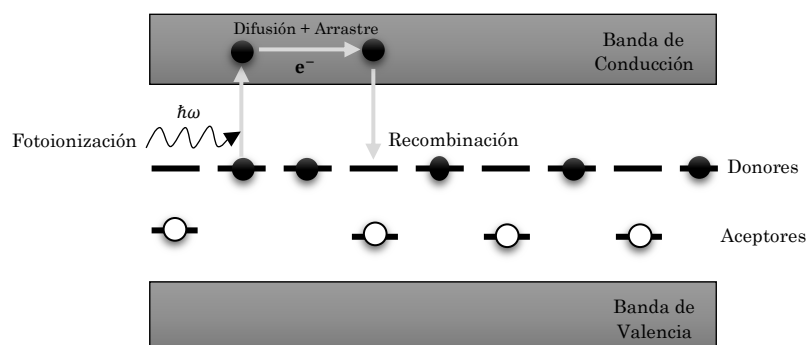 Difusión + Arrastre
e⁻
Banda de
Conducción
ℏω
Fotoionización
Recombinación
Donores
Aceptores
Banda de
Valencia